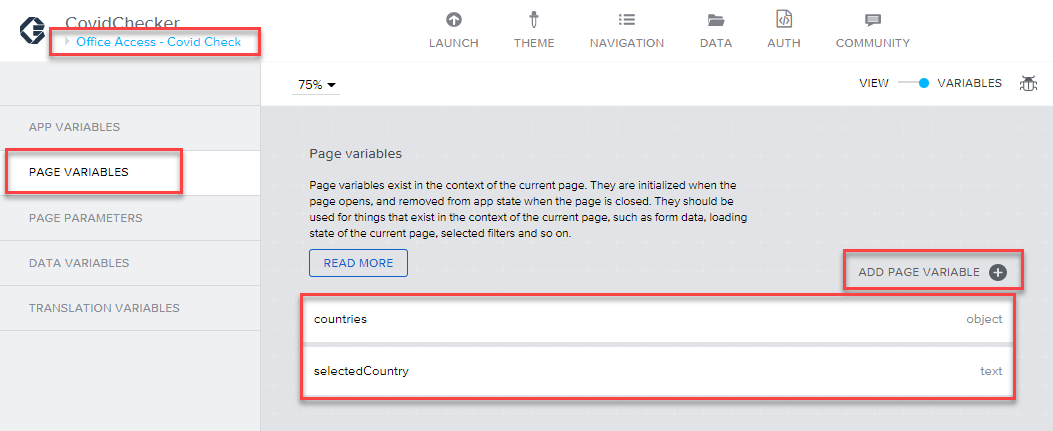 CovidChecker
Office Access - Covid Check
LAUNCH
THEME
NAVIGATION
DATA
AUTH
COMMUNITY
75%
VIEW
VARIABLES
APP VARIABLES
PAGE VARIABLES
PAGE PARAMETERS
DATA VARIABLES
TRANSLATION VARIABLES
Page variables
Page variables exist in the context of the current page. They are initialized when the
page opens, and removed from app state when the page is closed. They should be
used for things that exist in the context of the current page, such as form data, loading
state of the current page, selected filters and so on.
READ MORE
ADD PAGE VARIABLE
countries object
selectedCountry text